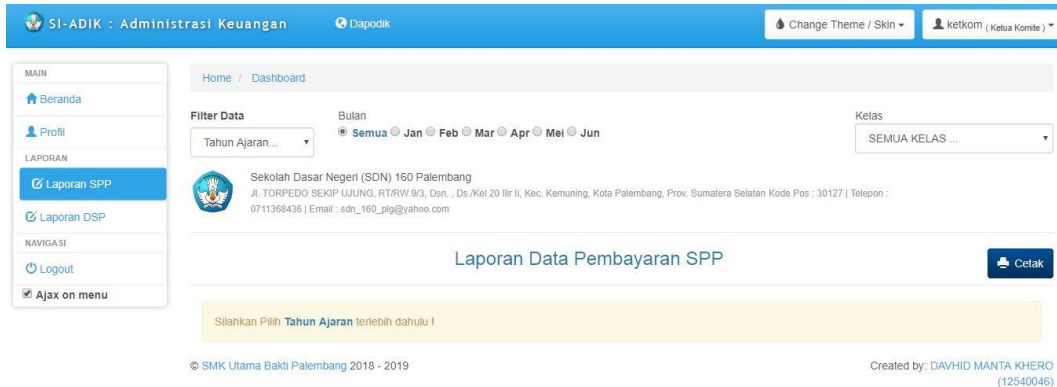 SI-ADIK : Administrasi Keuangan
Dapodik
Change Theme / Skin
ketkom ( Ketua Komite )
MAIN
Beranda
Profil
LAPORAN
Laporan SPP
Laporan DSP
NAVIGASI
Logout
Ajax on menu
Home / Dashboard
Filter Data
Tahun Ajaran...
Bulan
Semua Jan Feb Mar Apr Mei Jun
Kelas
SEMUA KELAS ...
Sekolah Dasar Negeri (SDN) 160 Palembang
Jl. TORPEDO SEKIP UJUNG, RT/RW 9/3, Dsn. , Ds./Kel 20 Ilir Ii, Kec. Kemuning, Kota Palembang, Prov. Sumatera Selatan Kode Pos : 30127 | Telepon :
0711368436 | Email : sdn_160_plg@yahoo.com
Laporan Data Pembayaran SPP
Cetak
Silahkan Pilih Tahun Ajaran terlebih dahulu !
© SMK Utama Bakti Palembang 2018 - 2019
Created by: DAVHID MANTA KHERO
(12540046)